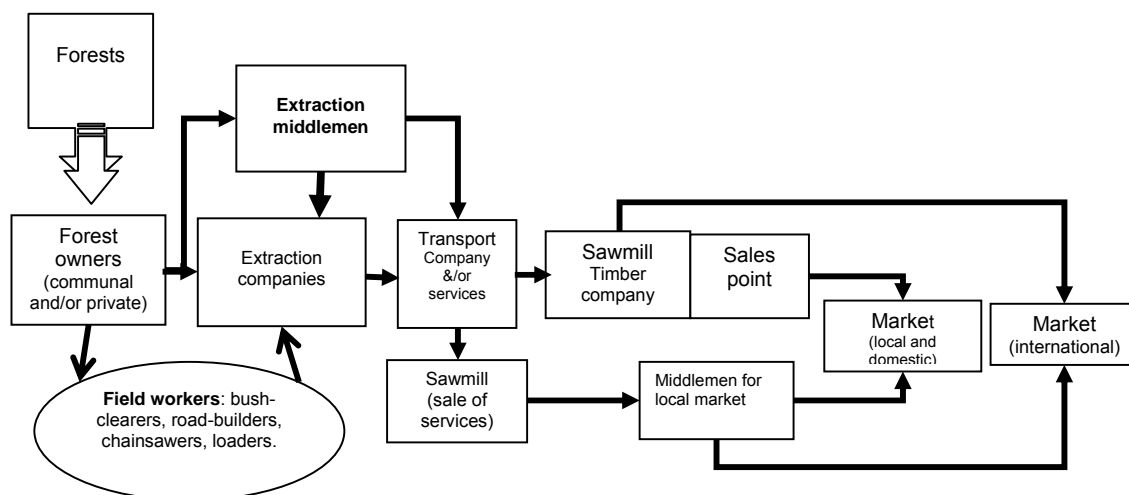 Forests
Extraction
middlemen
Forest
owners
(communal
and/or private)
Extraction
companies
Transport
Company
&/or
services
Sawmill
Timber
company
Sales
point
Market
(local and
domestic)
Market
(international)
Field workers: bush-
clearers, road-builders,
chainsawers, loaders.
Sawmill
(sale of
services)
Middlemen for
local market